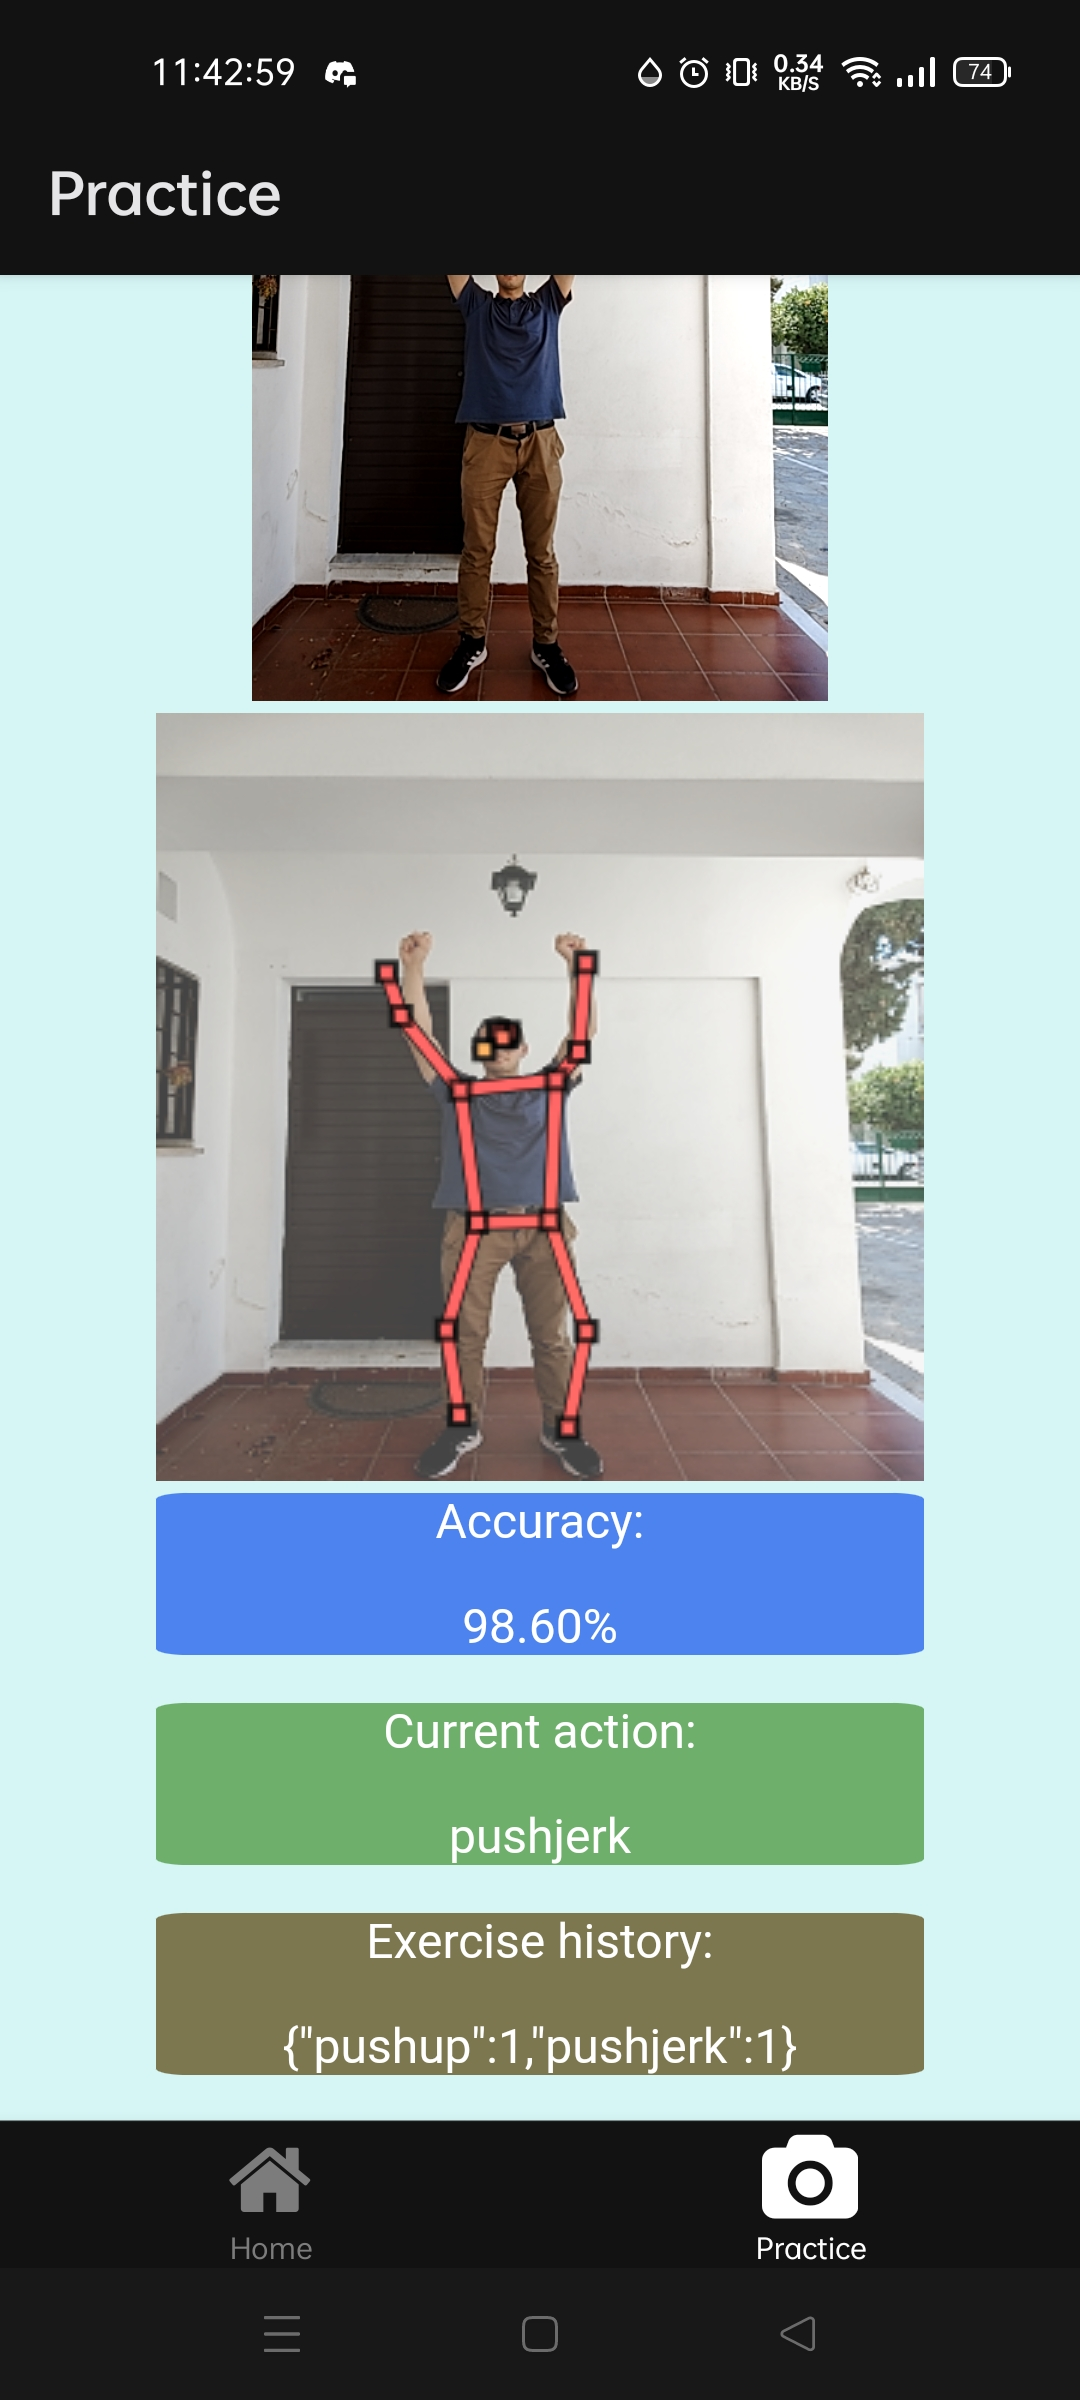 11:42:59
0.34
KB/S
74
Practice
Accuracy:
98.60%
Current action:
pushjerk
Exercise history:
{"pushup":1,"pushjerk":1}
Home
Practice